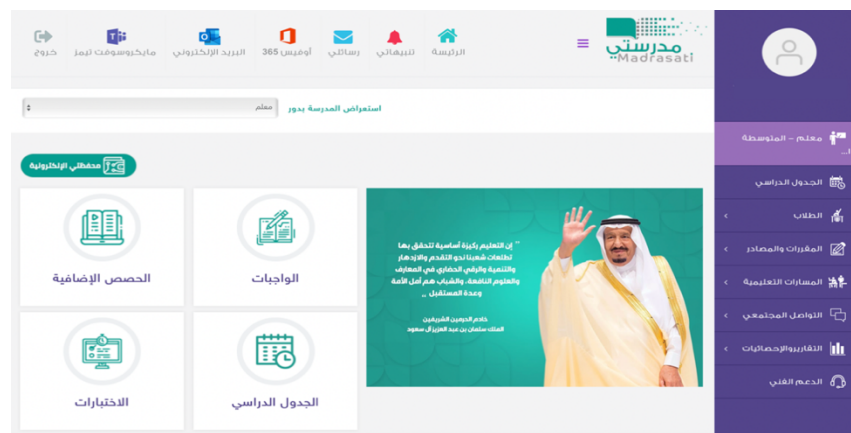 مدرستي
Madrasati
الرئيسة
تنبيهاتي
رسائلي
أوفيس 365
البريد الإلكتروني
مايكروسوفت تيمز
خروج
استعراض المدرسة بدور
معلم
محفظتي الإلكترونية
معلم – المتوسطة
ا...
الجدول الدراسي
الطلاب
المقررات والمصادر
المسارات التعليمية
التواصل المجتمعي
التقارير والإحصائيات
الدعم الفني
" إن التعليم ركيزة أساسية تتحقق بها
تطلعات شعبنا نحو التقدم والازدهار
والتنمية والرقي الحضاري في المعارف
والعلوم النافعة، والشباب هم أمل الأمة
وعدة المستقبل _
خادم الحرمين الشريفين
الملك سلمان بن عبد العزيز آل سعود
الواجبات
الحصص الإضافية
الجدول الدراسي
الاختبارات